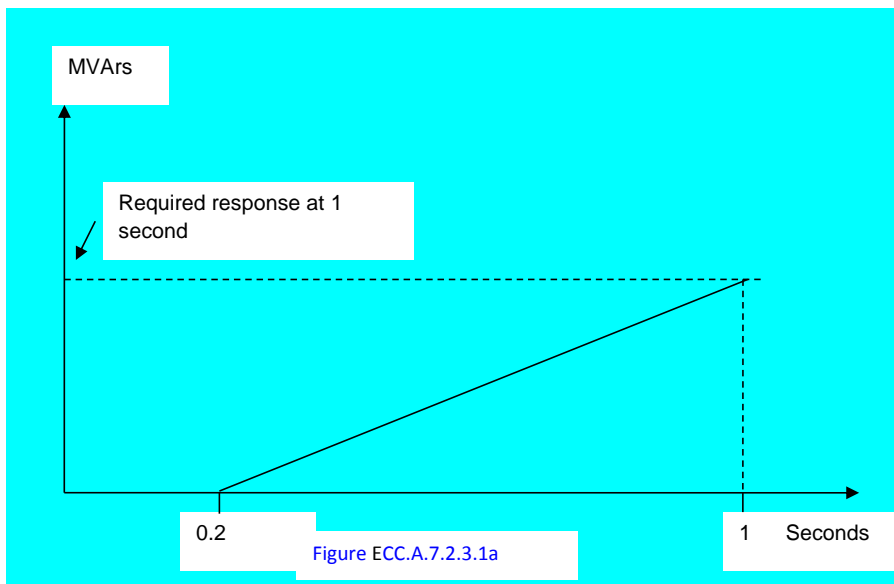 MVArs
Required response at 1
second
0.2
1 Seconds
Figure ECC.A.7.2.3.1a